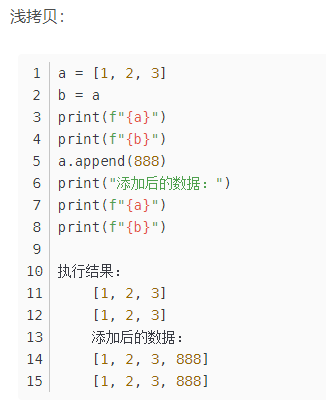 浅拷贝：
1 a = [1, 2, 3]
2 b = a
3 print(f"{a}")
4 print(f"{b}")
5 a.append(888)
6 print("添加后的数据：")
7 print(f"{a}")
8 print(f"{b}")
9
10 执行结果：
11     [1, 2, 3]
12     [1, 2, 3]
13     添加后的数据：
14     [1, 2, 3, 888]
15     [1, 2, 3, 888]